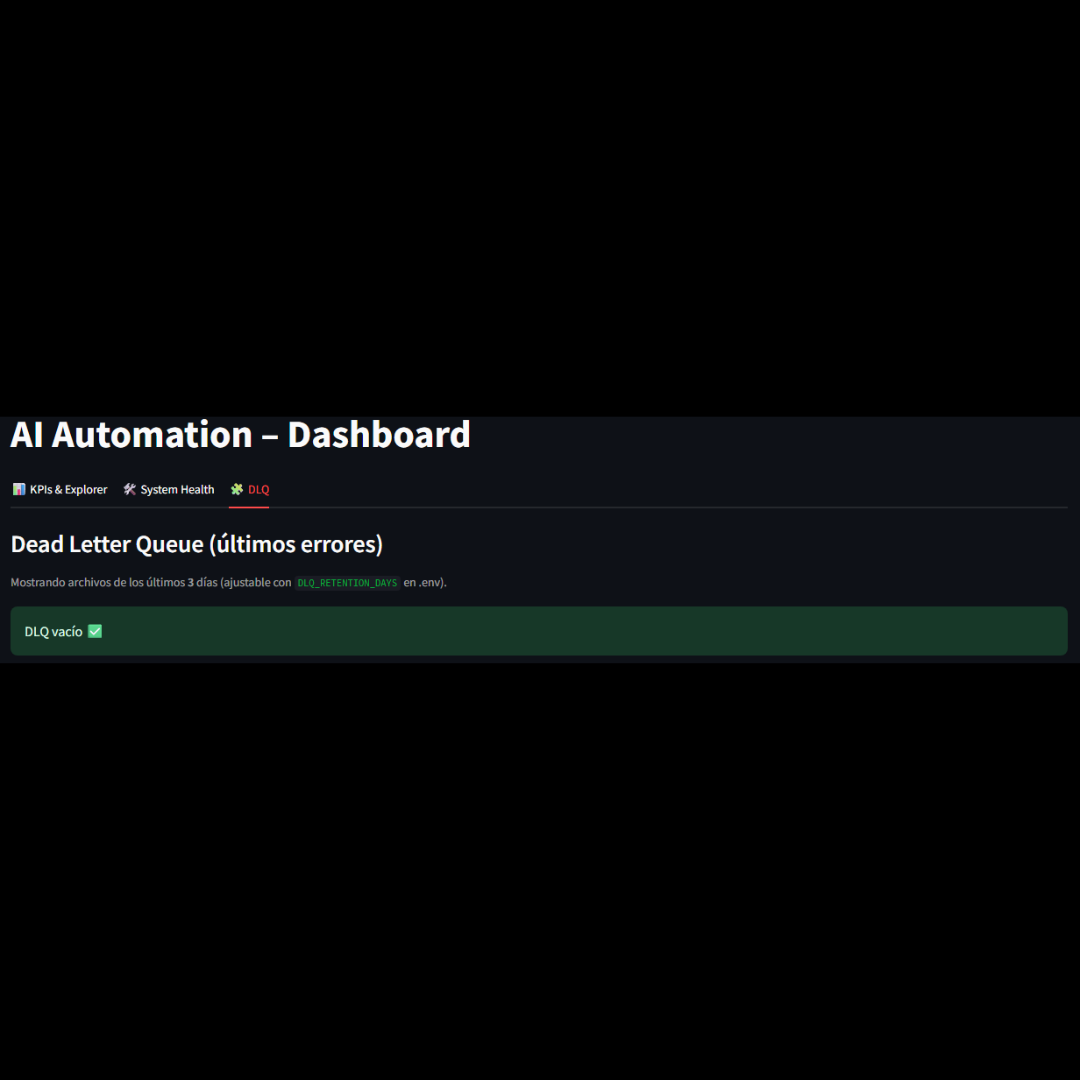 AI Automation – Dashboard
📊 KPIs & Explorer 🛠️ System Health 🧩 DLQ
Dead Letter Queue (últimos errores)
Mostrando archivos de los últimos 3 días (ajustable con DLQ_RETENTION_DAYS en .env).
DLQ vacío ✅